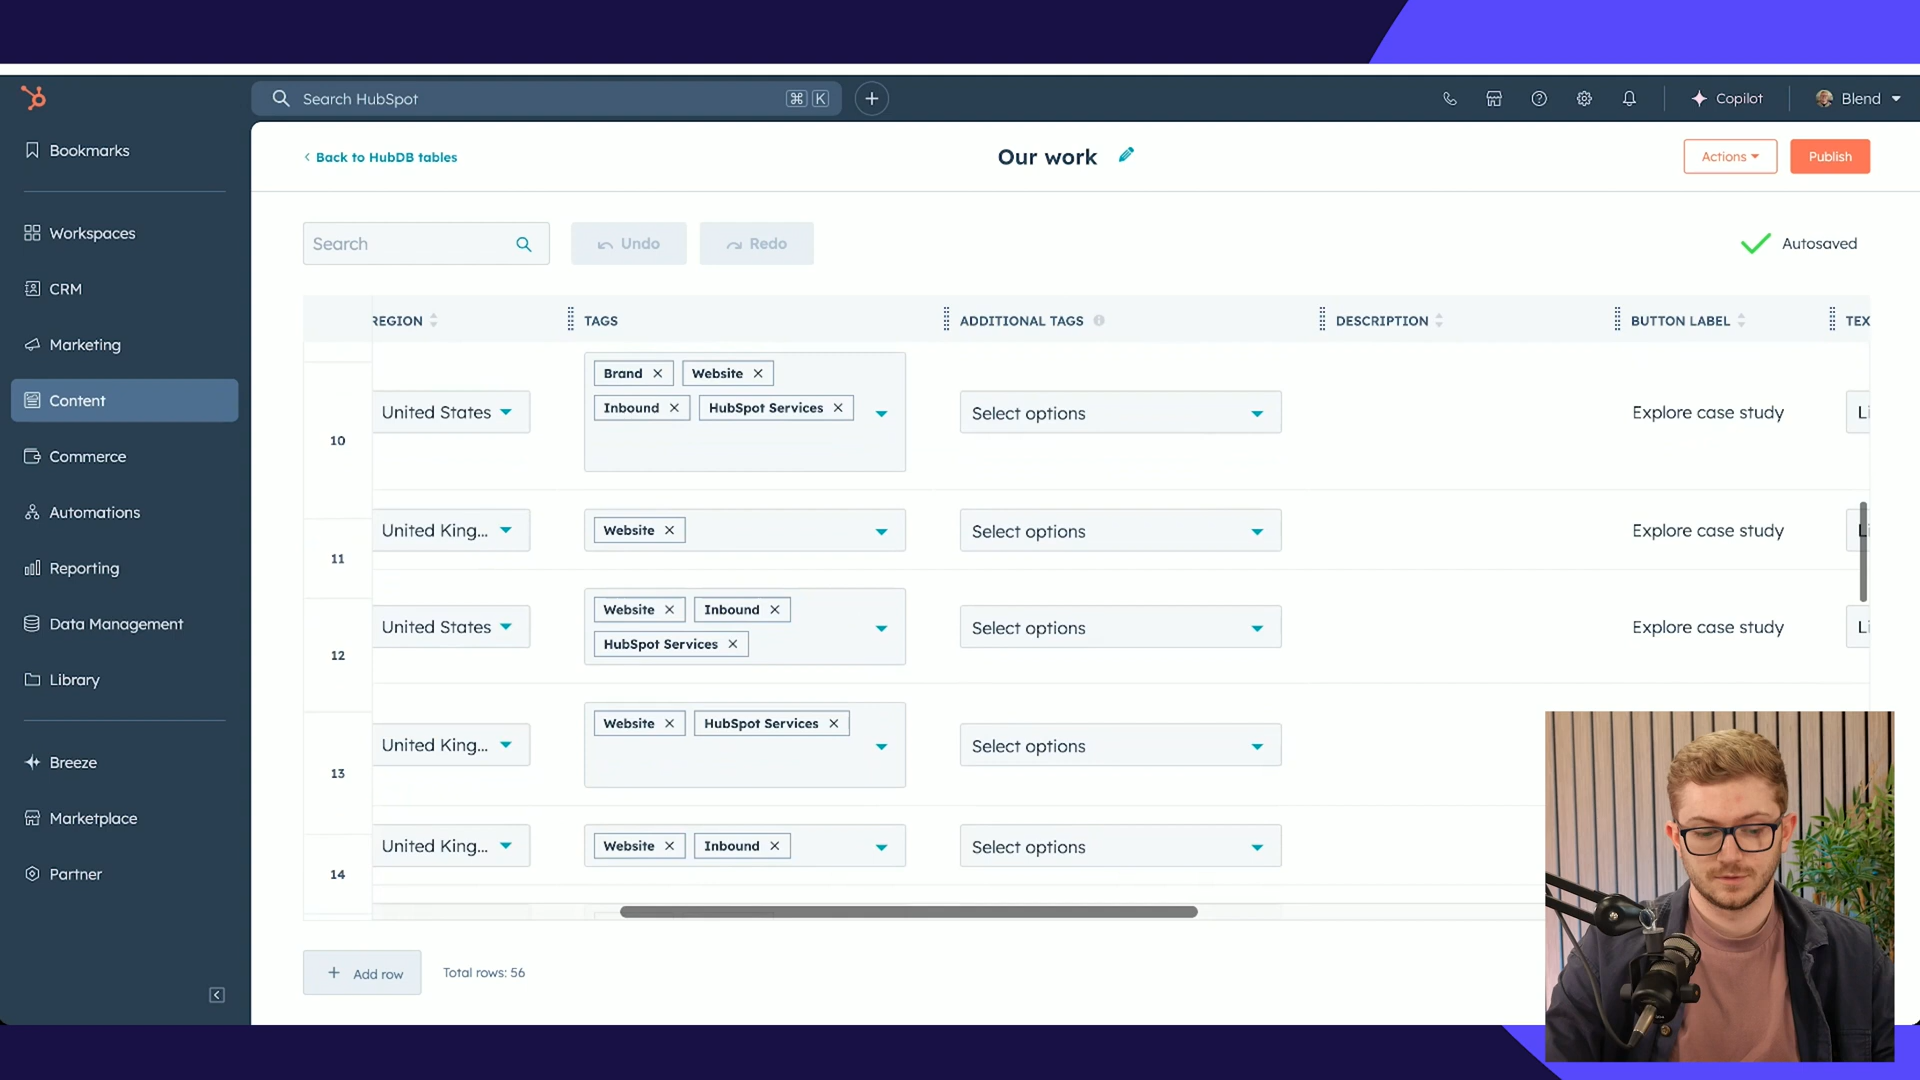 Search HubSpot
⌘ K
Copilot
Blend
Bookmarks
Workspaces
CRM
Marketing
Content
Commerce
Automations
Reporting
Data Management
Library
Breeze
Marketplace
Partner
Back to HubDB tables
Our work
Actions
Publish
Search
Undo
Redo
Autosaved
REGION TAGS ADDITIONAL TAGS DESCRIPTION BUTTON LABEL TEX
10 United States Brand Website Select options Explore case study Li
Inbound HubSpot Services
11 United King... Website Select options Explore case study Li
12 United States Website Inbound Select options Explore case study Li
HubSpot Services
13 United King... Website HubSpot Services Select options
14 United King... Website Inbound Select options
Add row
Total rows: 56